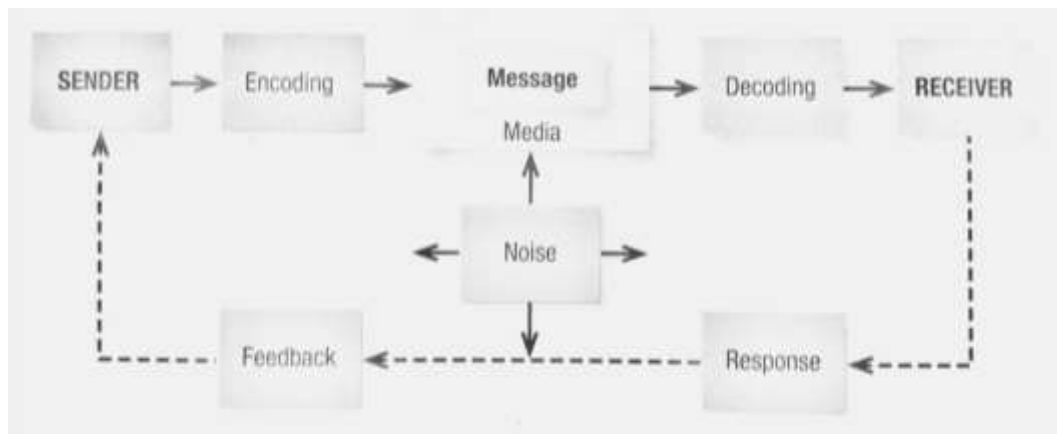 SENDER
Encoding
Message
Media
Decoding
RECEIVER
Noise
Feedback
Response